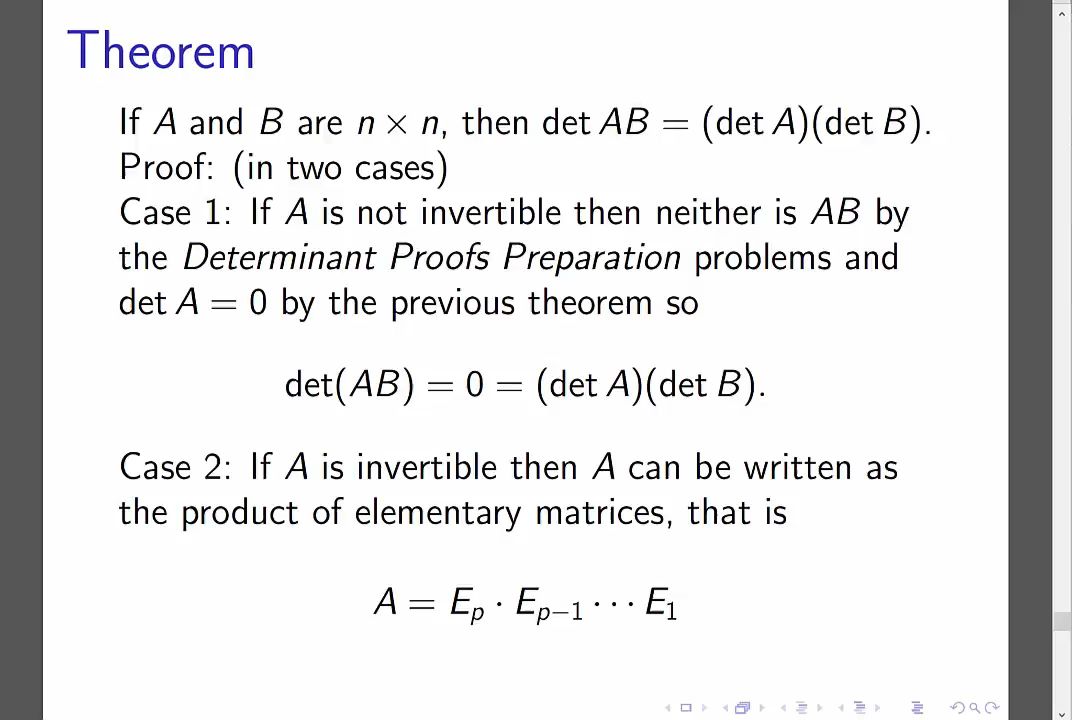 Theorem
If A and B are n × n, then det AB = (det A)(det B).
Proof: (in two cases)
Case 1: If A is not invertible then neither is AB by
the Determinant Proofs Preparation problems and
det A = 0 by the previous theorem so
det(AB) = 0 = (det A)(det B).
Case 2: If A is invertible then A can be written as
the product of elementary matrices, that is
A = Eₚ · Eₚ₋₁ · · · E₁